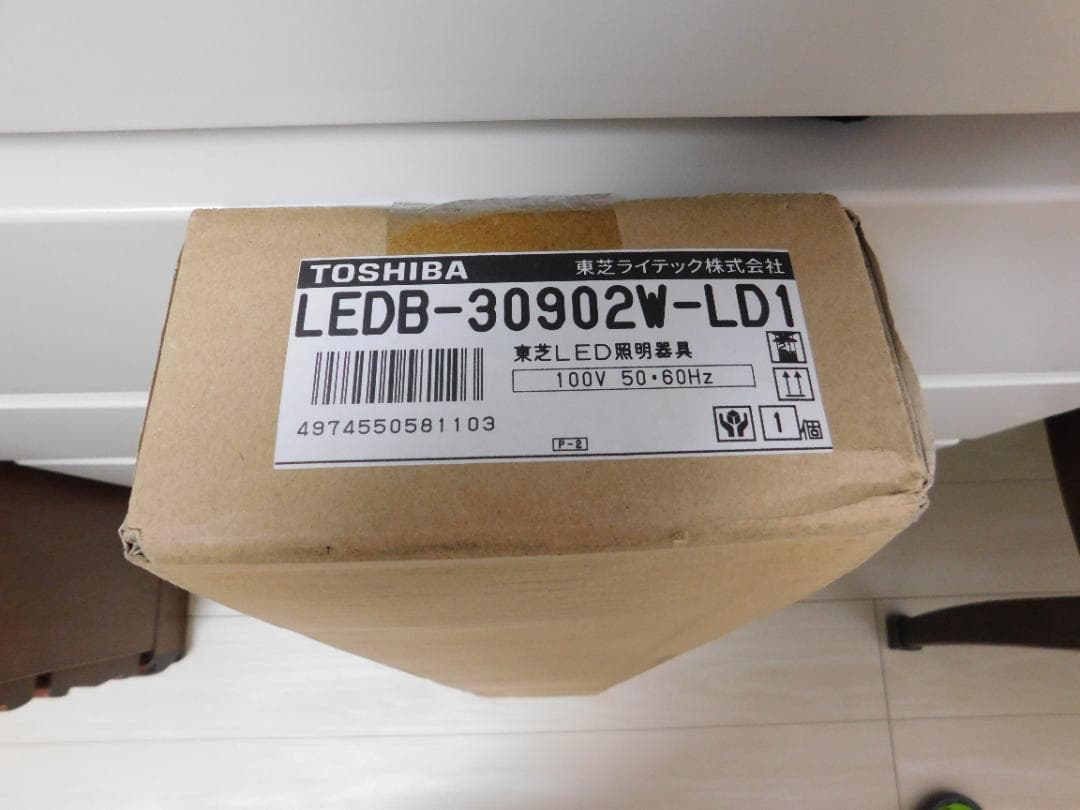 TOSHIBA 東芝ライテック株式会社
LEDB-30902W-LD1
東芝LED照明器具
100V 50・60Hz
4974550581103
1個
P-2